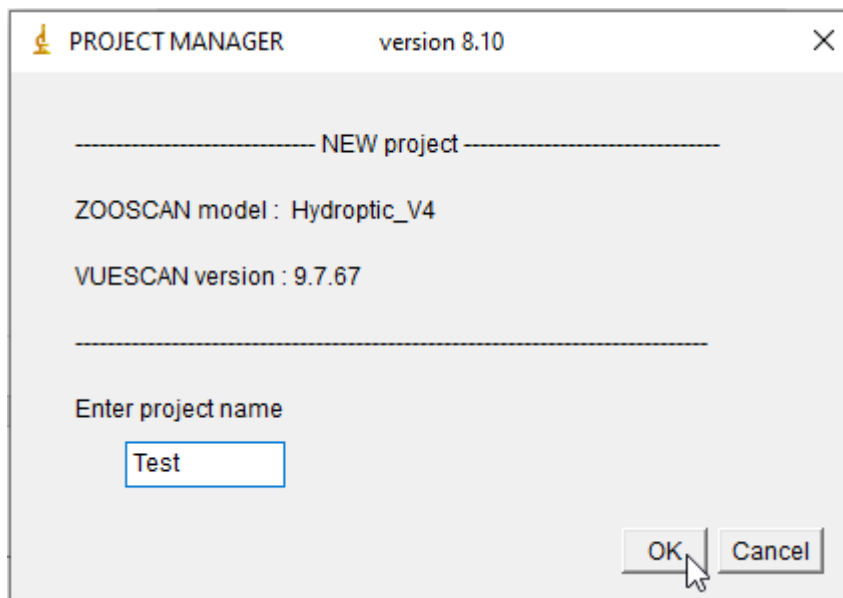 PROJECT MANAGER version 8.10
------------------------------ NEW project --------------------------------
ZOOSCAN model : Hydroptic_V4
VUESCAN version : 9.7.67
-------------------------------------------------------------------------------
Enter project name
Test
OK Cancel